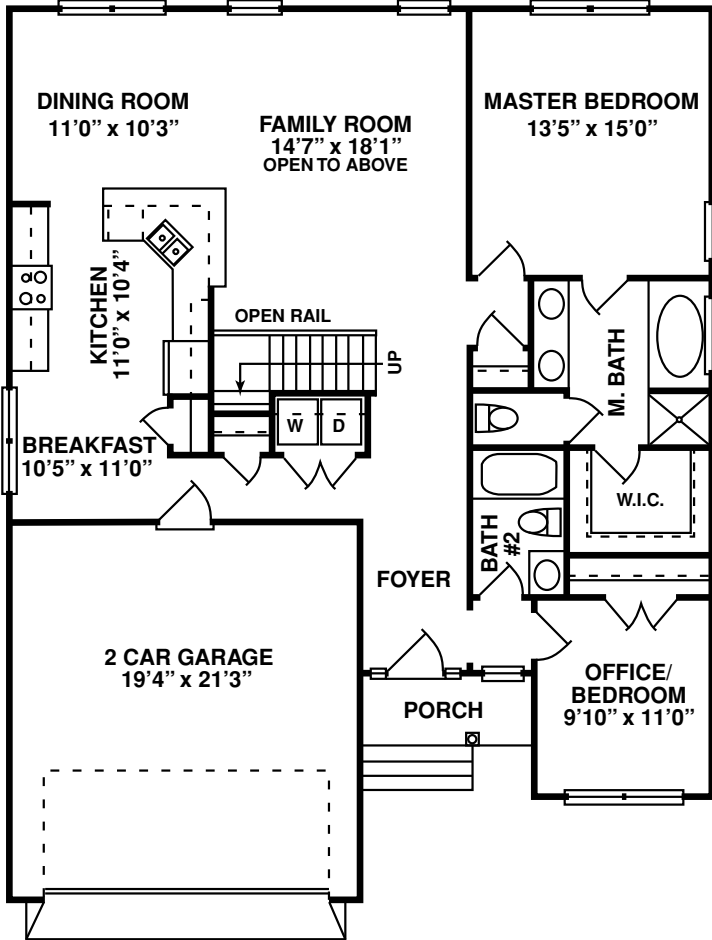 DINING ROOM
11’0” x 10’3”
FAMILY ROOM
14’7” x 18’1”
OPEN TO ABOVE
MASTER BEDROOM
13’5” x 15’0”
KITCHEN
11’0” x 10’4”
OPEN RAIL
UP
M. BATH
W
D
BREAKFAST
10’5” x 11’0”
W.I.C.
BATH
#2
FOYER
2 CAR GARAGE
19’4” x 21’3”
OFFICE/
BEDROOM
9’10” x 11’0”
PORCH